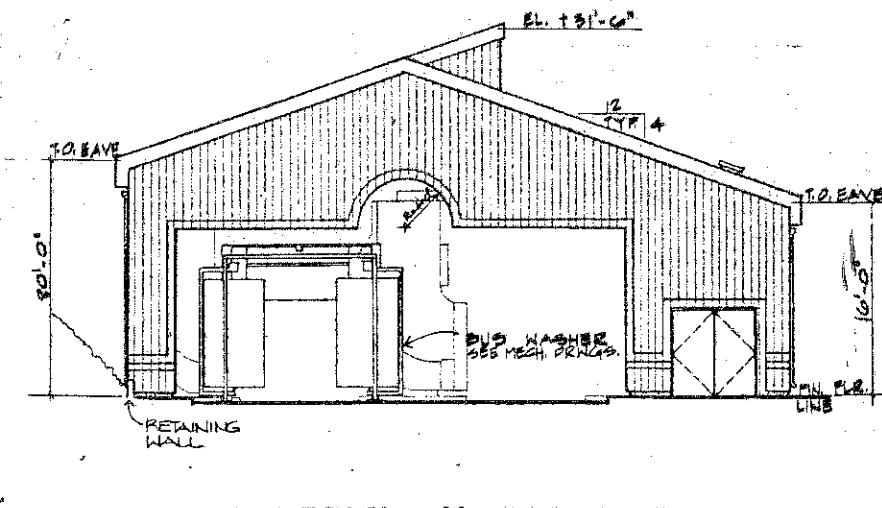 EL. +31'-6"
12
TYP. 4
T.O. EAVE
T.O. EAVE
20'-0"
16'-0"
BUS WASHER
SEE MECH. DRWGS.
FIN. FLR.
LINE
RETAINING
WALL